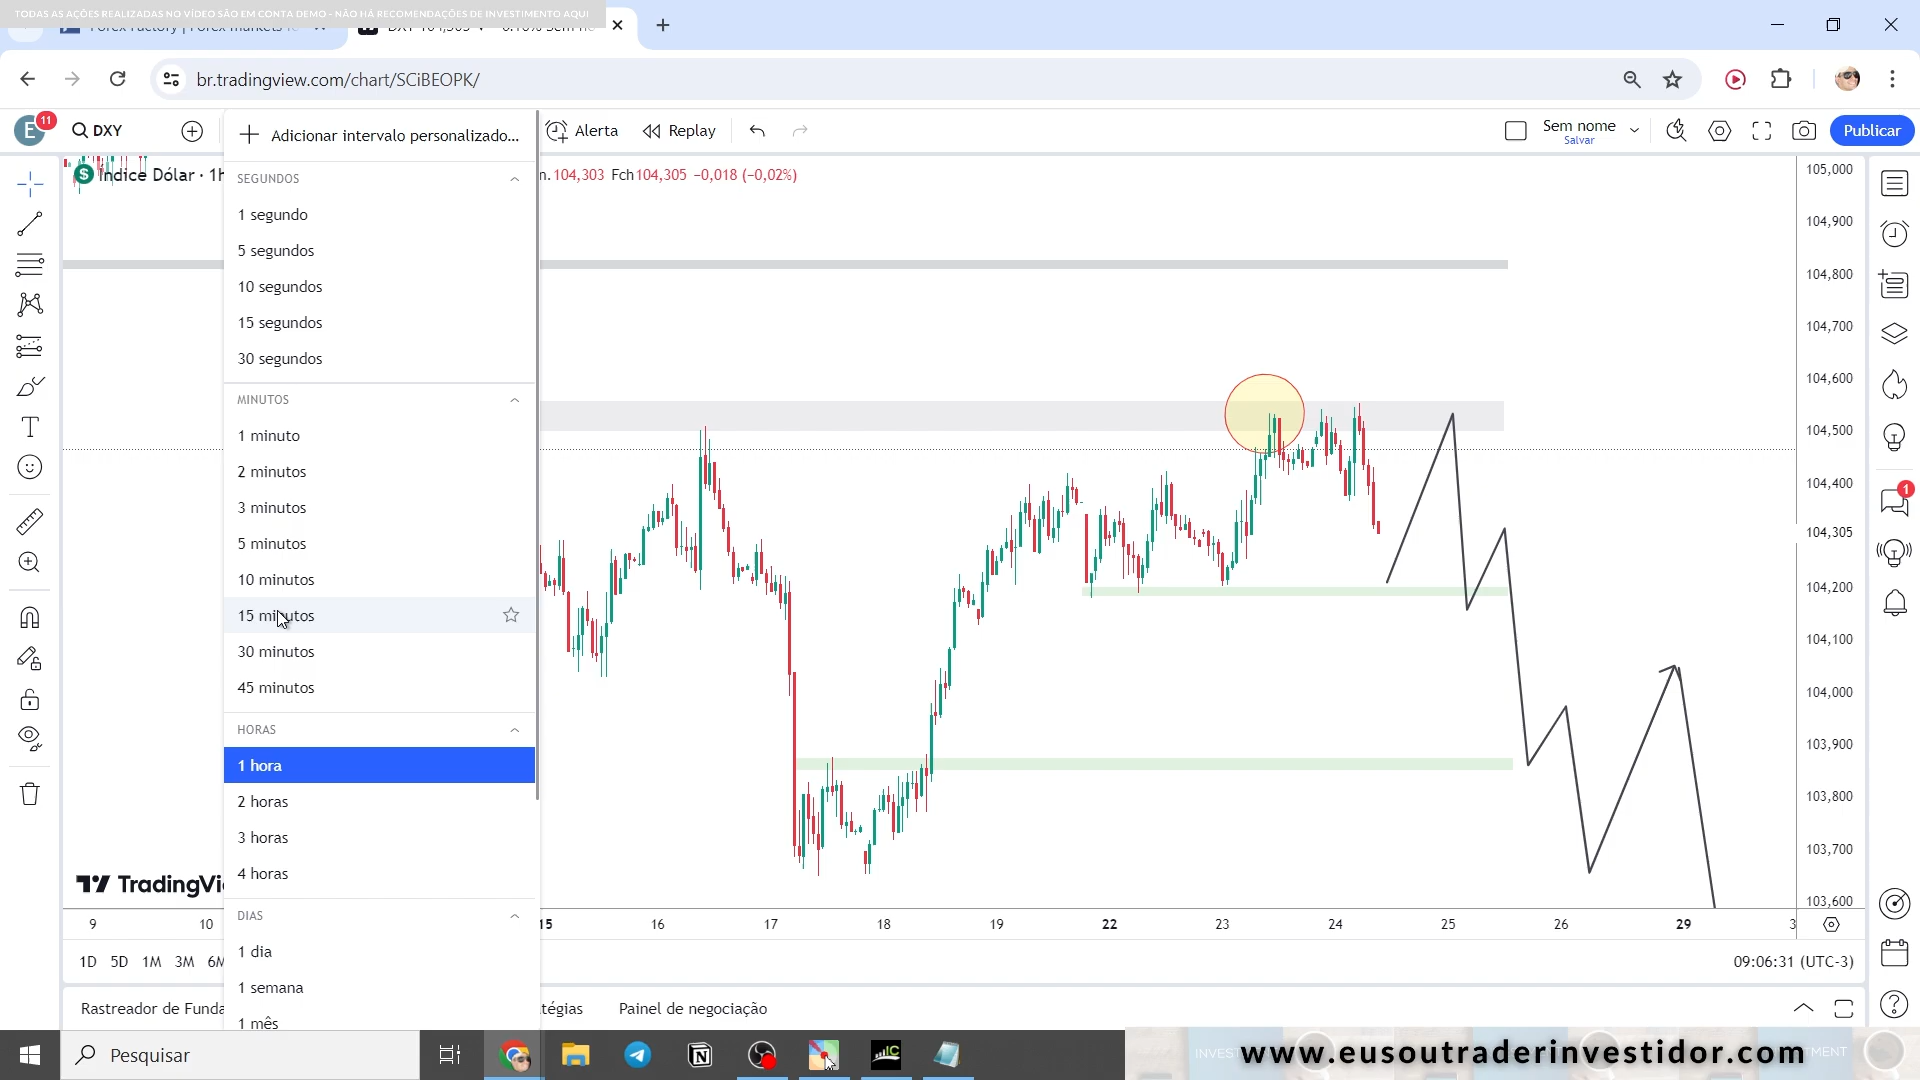 TODAS AS AÇÕES REALIZADAS NO VÍDEO SÃO EM CONTA DEMO - NÃO HÁ RECOMENDAÇÕES DE INVESTIMENTO AQUI
br.tradingview.com/chart/SCiBEOPK/
E 11
DXY
Adicionar intervalo personalizado...
Alerta
Replay
Sem nome
Salvar
Publicar
Índice Dólar · 1h
104,303 Fch104,305 −0,018 (−0,02%)
SEGUNDOS
1 segundo
5 segundos
10 segundos
15 segundos
30 segundos
MINUTOS
1 minuto
2 minutos
3 minutos
5 minutos
10 minutos
15 minutos
30 minutos
45 minutos
HORAS
1 hora
2 horas
3 horas
4 horas
DIAS
1 dia
1 semana
1 mês
105,000
104,900
104,800
104,700
104,600
104,500
104,400
104,305
104,200
104,100
104,000
103,900
103,800
103,700
103,600
1
TradingVi
9 10 15 16 17 18 19 22 23 24 25 26 29 3
1D 5D 1M 3M 6M
09:06:31 (UTC-3)
Rastreador de Funda
tégias
Painel de negociação
Pesquisar
www.eusoutraderinvestidor.com